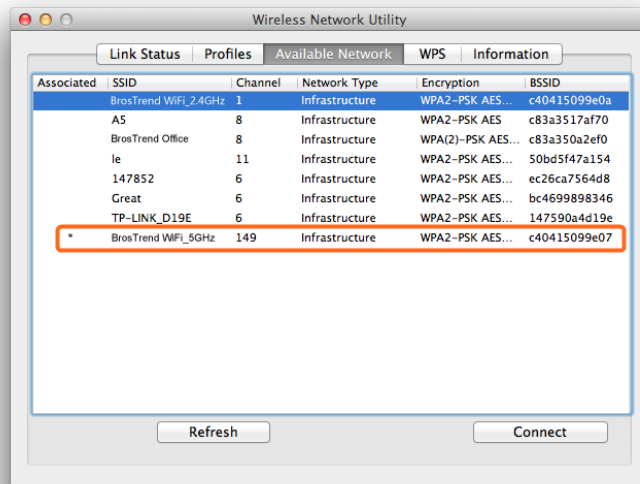 Wireless Network Utility
Link Status Profiles Available Network WPS Information
Associated SSID Channel Network Type Encryption BSSID
BrosTrend WiFi_2.4GHz 1 Infrastructure WPA2-PSK AES... c40415099e0a
A5 8 Infrastructure WPA2-PSK AES c83a3517af70
BrosTrend Office 8 Infrastructure WPA(2)-PSK AES... c83a350a2ef0
le 11 Infrastructure WPA2-PSK AES... 50bd5f47a154
147852 6 Infrastructure WPA2-PSK AES... ec26ca7564d8
Great 6 Infrastructure WPA2-PSK AES... bc4699898346
TP-LINK_D19E 6 Infrastructure WPA2-PSK AES... 147590a4d19e
* BrosTrend WiFi_5GHz 149 Infrastructure WPA2-PSK AES... c40415099e07
Refresh Connect